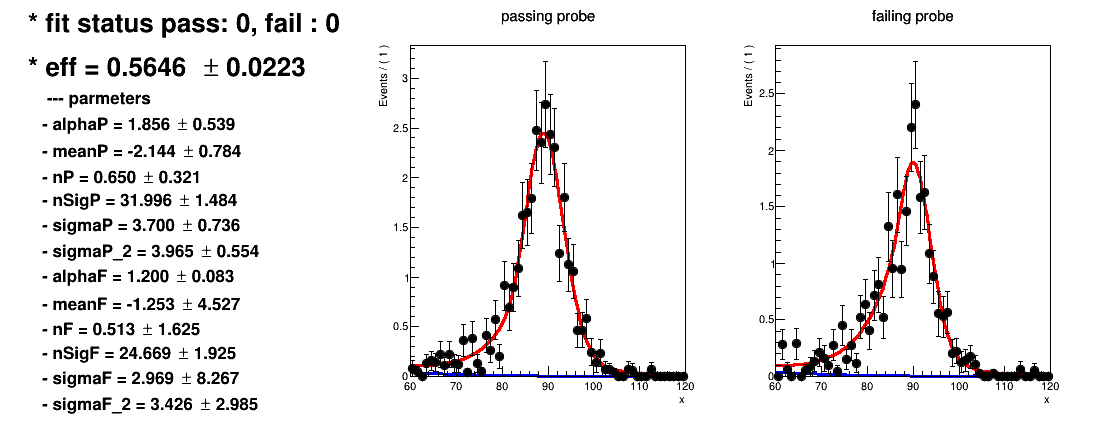 * fit status pass: 0, fail : 0
* eff = 0.5646 ± 0.0223
--- parmeters
- alphaP = 1.856 ± 0.539
- meanP = -2.144 ± 0.784
- nP = 0.650 ± 0.321
- nSigP = 31.996 ± 1.484
- sigmaP = 3.700 ± 0.736
- sigmaP_2 = 3.965 ± 0.554
- alphaF = 1.200 ± 0.083
- meanF = -1.253 ± 4.527
- nF = 0.513 ± 1.625
- nSigF = 24.669 ± 1.925
- sigmaF = 2.969 ± 8.267
- sigmaF_2 = 3.426 ± 2.985
passing probe
Events / ( 1 )
3
2.5
2
1.5
1
0.5
0
60 70 80 90 100 110 120
x
failing probe
Events / ( 1 )
2.5
2
1.5
1
0.5
0
60 70 80 90 100 110 120
x